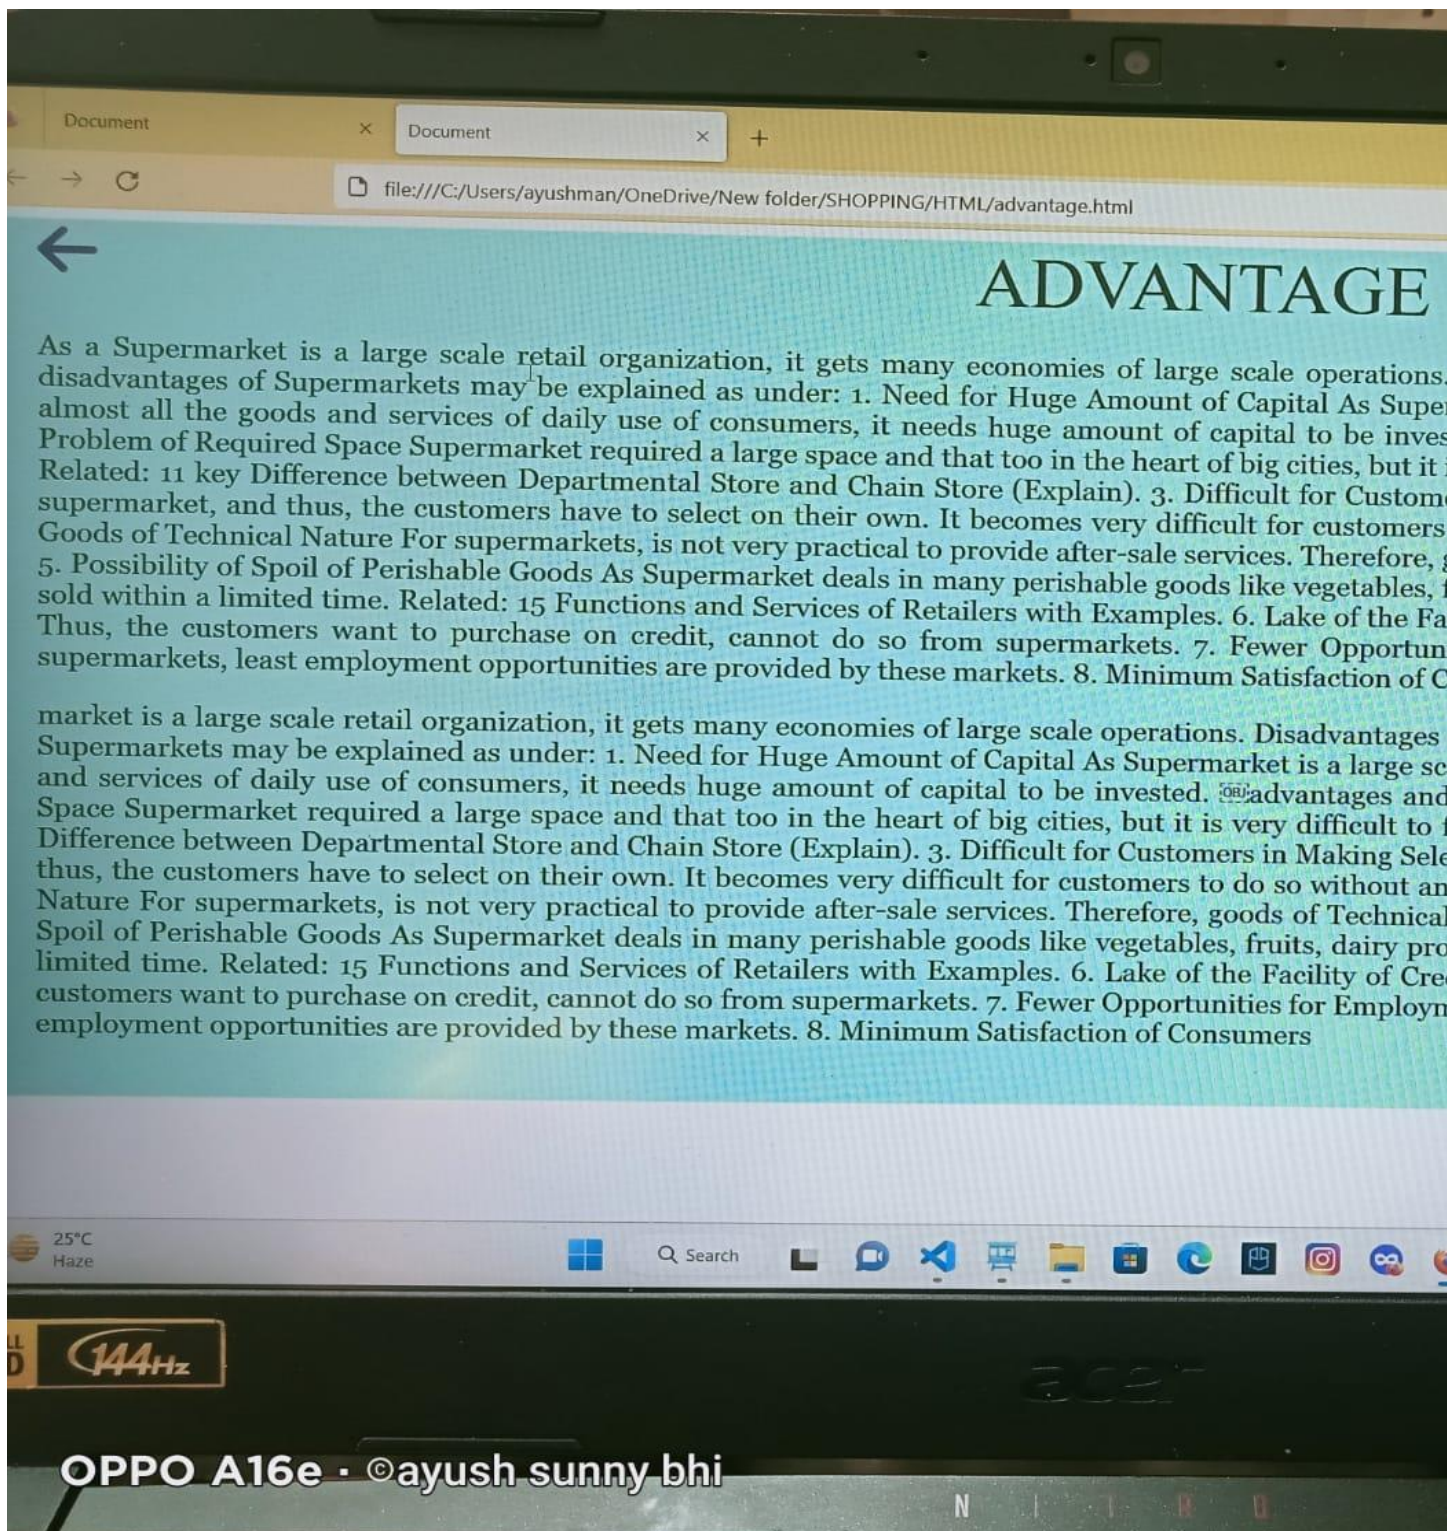 Document
Document
file:///C:/Users/ayushman/OneDrive/New folder/SHOPPING/HTML/advantage.html
ADVANTAGE
As a Supermarket is a large scale retail organization, it gets many economies of large scale operations.
disadvantages of Supermarkets may be explained as under: 1. Need for Huge Amount of Capital As Super
almost all the goods and services of daily use of consumers, it needs huge amount of capital to be inves
Problem of Required Space Supermarket required a large space and that too in the heart of big cities, but it
Related: 11 key Difference between Departmental Store and Chain Store (Explain). 3. Difficult for Custome
supermarket, and thus, the customers have to select on their own. It becomes very difficult for customers
Goods of Technical Nature For supermarkets, is not very practical to provide after-sale services. Therefore,
5. Possibility of Spoil of Perishable Goods As Supermarket deals in many perishable goods like vegetables,
sold within a limited time. Related: 15 Functions and Services of Retailers with Examples. 6. Lake of the Fa
Thus, the customers want to purchase on credit, cannot do so from supermarkets. 7. Fewer Opportun
supermarkets, least employment opportunities are provided by these markets. 8. Minimum Satisfaction of C
market is a large scale retail organization, it gets many economies of large scale operations. Disadvantages
Supermarkets may be explained as under: 1. Need for Huge Amount of Capital As Supermarket is a large sc
and services of daily use of consumers, it needs huge amount of capital to be invested. OBJ advantages and
Space Supermarket required a large space and that too in the heart of big cities, but it is very difficult to
Difference between Departmental Store and Chain Store (Explain). 3. Difficult for Customers in Making Sele
thus, the customers have to select on their own. It becomes very difficult for customers to do so without an
Nature For supermarkets, is not very practical to provide after-sale services. Therefore, goods of Technical
Spoil of Perishable Goods As Supermarket deals in many perishable goods like vegetables, fruits, dairy pro
limited time. Related: 15 Functions and Services of Retailers with Examples. 6. Lake of the Facility of Cre
customers want to purchase on credit, cannot do so from supermarkets. 7. Fewer Opportunities for Employm
employment opportunities are provided by these markets. 8. Minimum Satisfaction of Consumers
25°C
Haze
Search
144Hz
acer
OPPO A16e · ©ayush sunny bhi
N I T R O